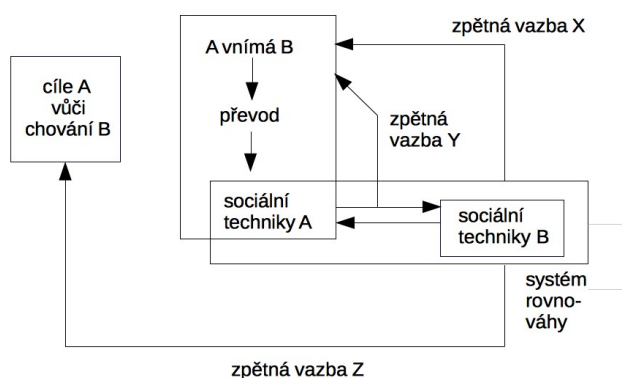 zpětná vazba X
A vnímá B
cíle A
vůči
chování B
převod
zpětná
vazba Y
sociální
techniky A
sociální
techniky B
systém
rovno-
váhy
zpětná vazba Z